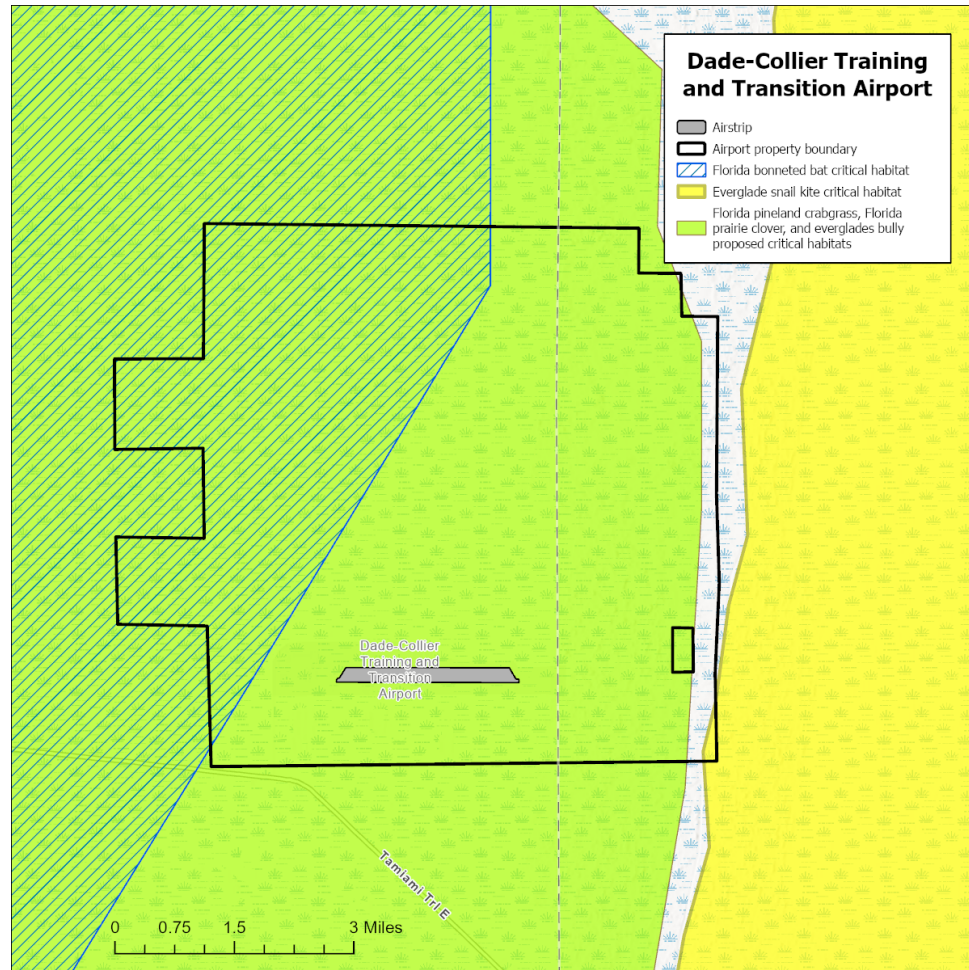 Dade-Collier Training
and Transition Airport
Airstrip
Airport property boundary
Florida bonneted bat critical habitat
Everglade snail kite critical habitat
Florida pineland crabgrass, Florida
prairie clover, and everglades bully
proposed critical habitats
Dade-Collier
Training and
Transition
Airport
Tamiami Trl E
0 0.75 1.5 3 Miles